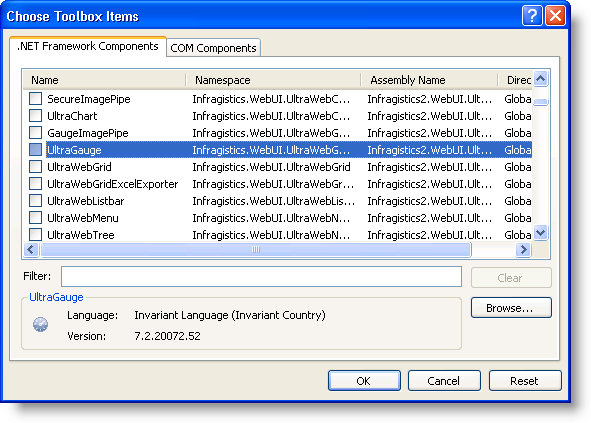 Choose Toolbox Items
.NET Framework Components COM Components
Name Namespace Assembly Name Direc
SecureImagePipe Infragistics.WebUI.UltraWebC... Infragistics2.WebUI.Ult... Globa
UltraChart Infragistics.WebUI.UltraWebC... Infragistics2.WebUI.Ult... Globa
GaugeImagePipe Infragistics.WebUI.UltraWebG... Infragistics2.WebUI.Ult... Globa
UltraGauge Infragistics.WebUI.UltraWebG... Infragistics2.WebUI.Ult... Globa
UltraWebGrid Infragistics.WebUI.UltraWebGrid Infragistics2.WebUI.Ult... Globa
UltraWebGridExcelExporter Infragistics.WebUI.UltraWebGr... Infragistics2.WebUI.Ult... Globa
UltraWebListbar Infragistics.WebUI.UltraWebLis... Infragistics2.WebUI.Ult... Globa
UltraWebMenu Infragistics.WebUI.UltraWebN... Infragistics2.WebUI.Ult... Globa
UltraWebTree Infragistics.WebUI.UltraWebN... Infragistics2.WebUI.Ult... Globa
Filter: Clear
UltraGauge
Language: Invariant Language (Invariant Country)
Browse...
Version: 7.2.20072.52
OK Cancel Reset